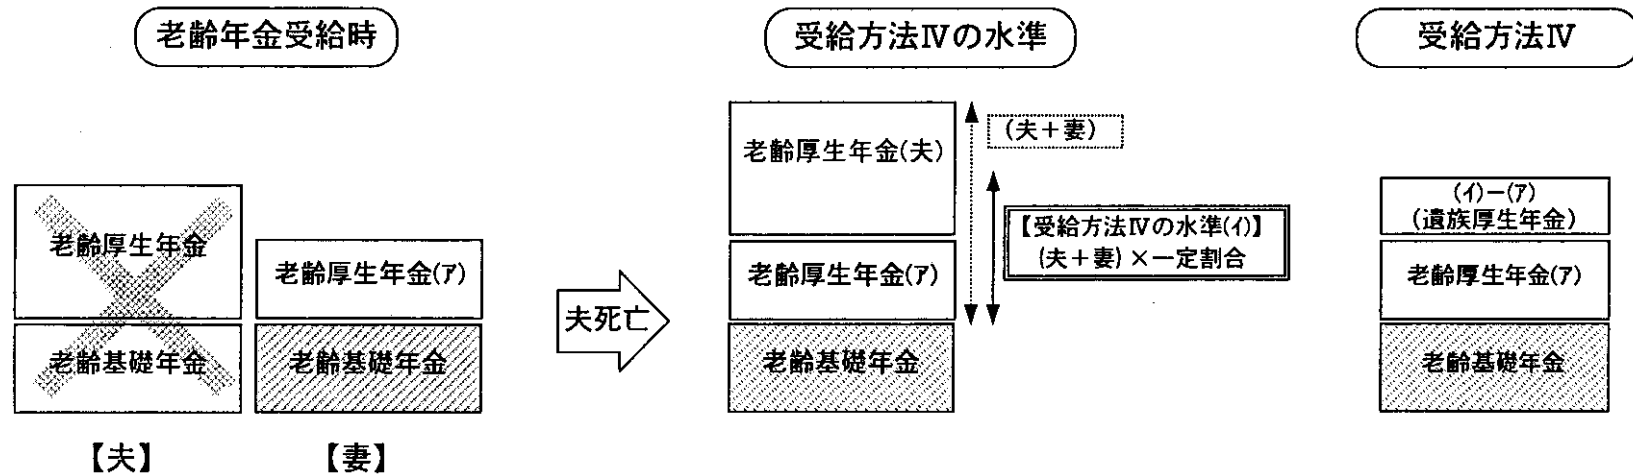 老齢年金受給時
老齢厚生年金
老齢基礎年金
【夫】
老齢厚生年金(ア)
老齢基礎年金
【妻】
夫死亡
受給方法Ⅳの水準
老齢厚生年金(夫)
老齢厚生年金(ア)
老齢基礎年金
(夫+妻)
【受給方法Ⅳの水準(イ)】
(夫+妻)×一定割合
受給方法Ⅳ
(イ)-(ア)
(遺族厚生年金)
老齢厚生年金(ア)
老齢基礎年金